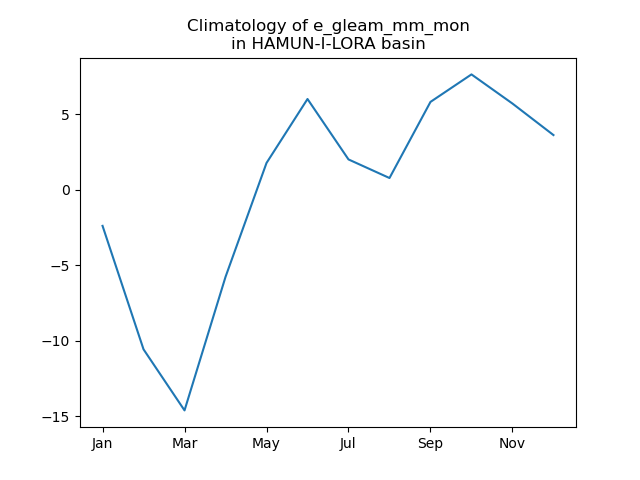 Climatology of e_gleam_mm_mon
in HAMUN-I-LORA basin
5
0
−5
−10
−15
Jan
Mar
May
Jul
Sep
Nov